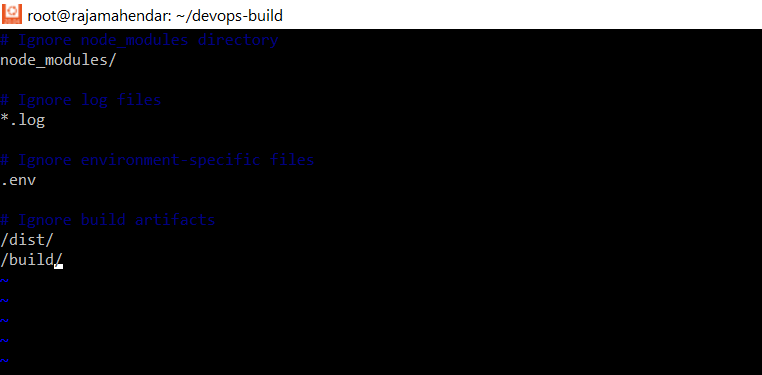 root@rajamahendar: ~/devops-build
# Ignore node_modules directory
node_modules/
# Ignore log files
*.log
# Ignore environment-specific files
.env
# Ignore build artifacts
/dist/
/build/
~
~
~
~
~